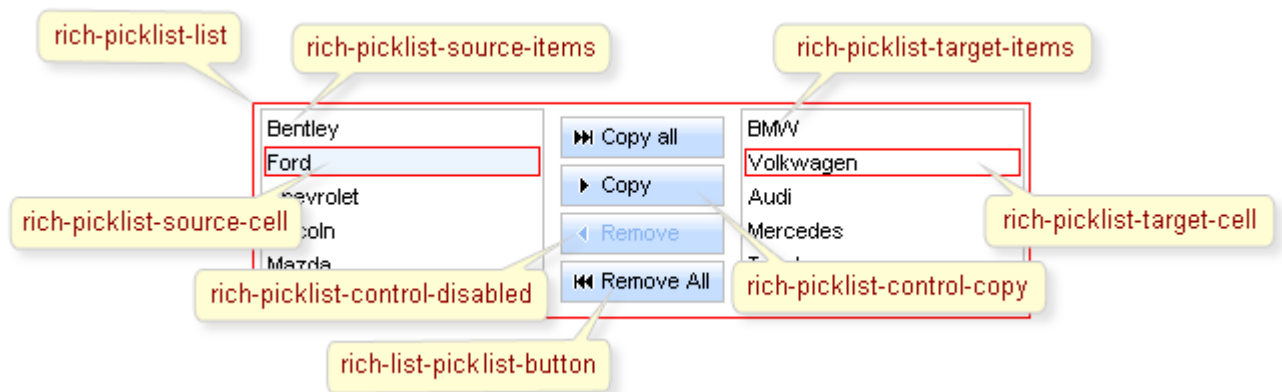 rich-picklist-list
rich-picklist-source-items
rich-picklist-target-items
Bentley
Ford
Copy all
Copy
Remove
Remove All
BMW
Volkwagen
Audi
Mercedes
Mazda
rich-picklist-source-cell
rich-picklist-target-cell
rich-picklist-control-disabled
rich-picklist-control-copy
rich-list-picklist-button